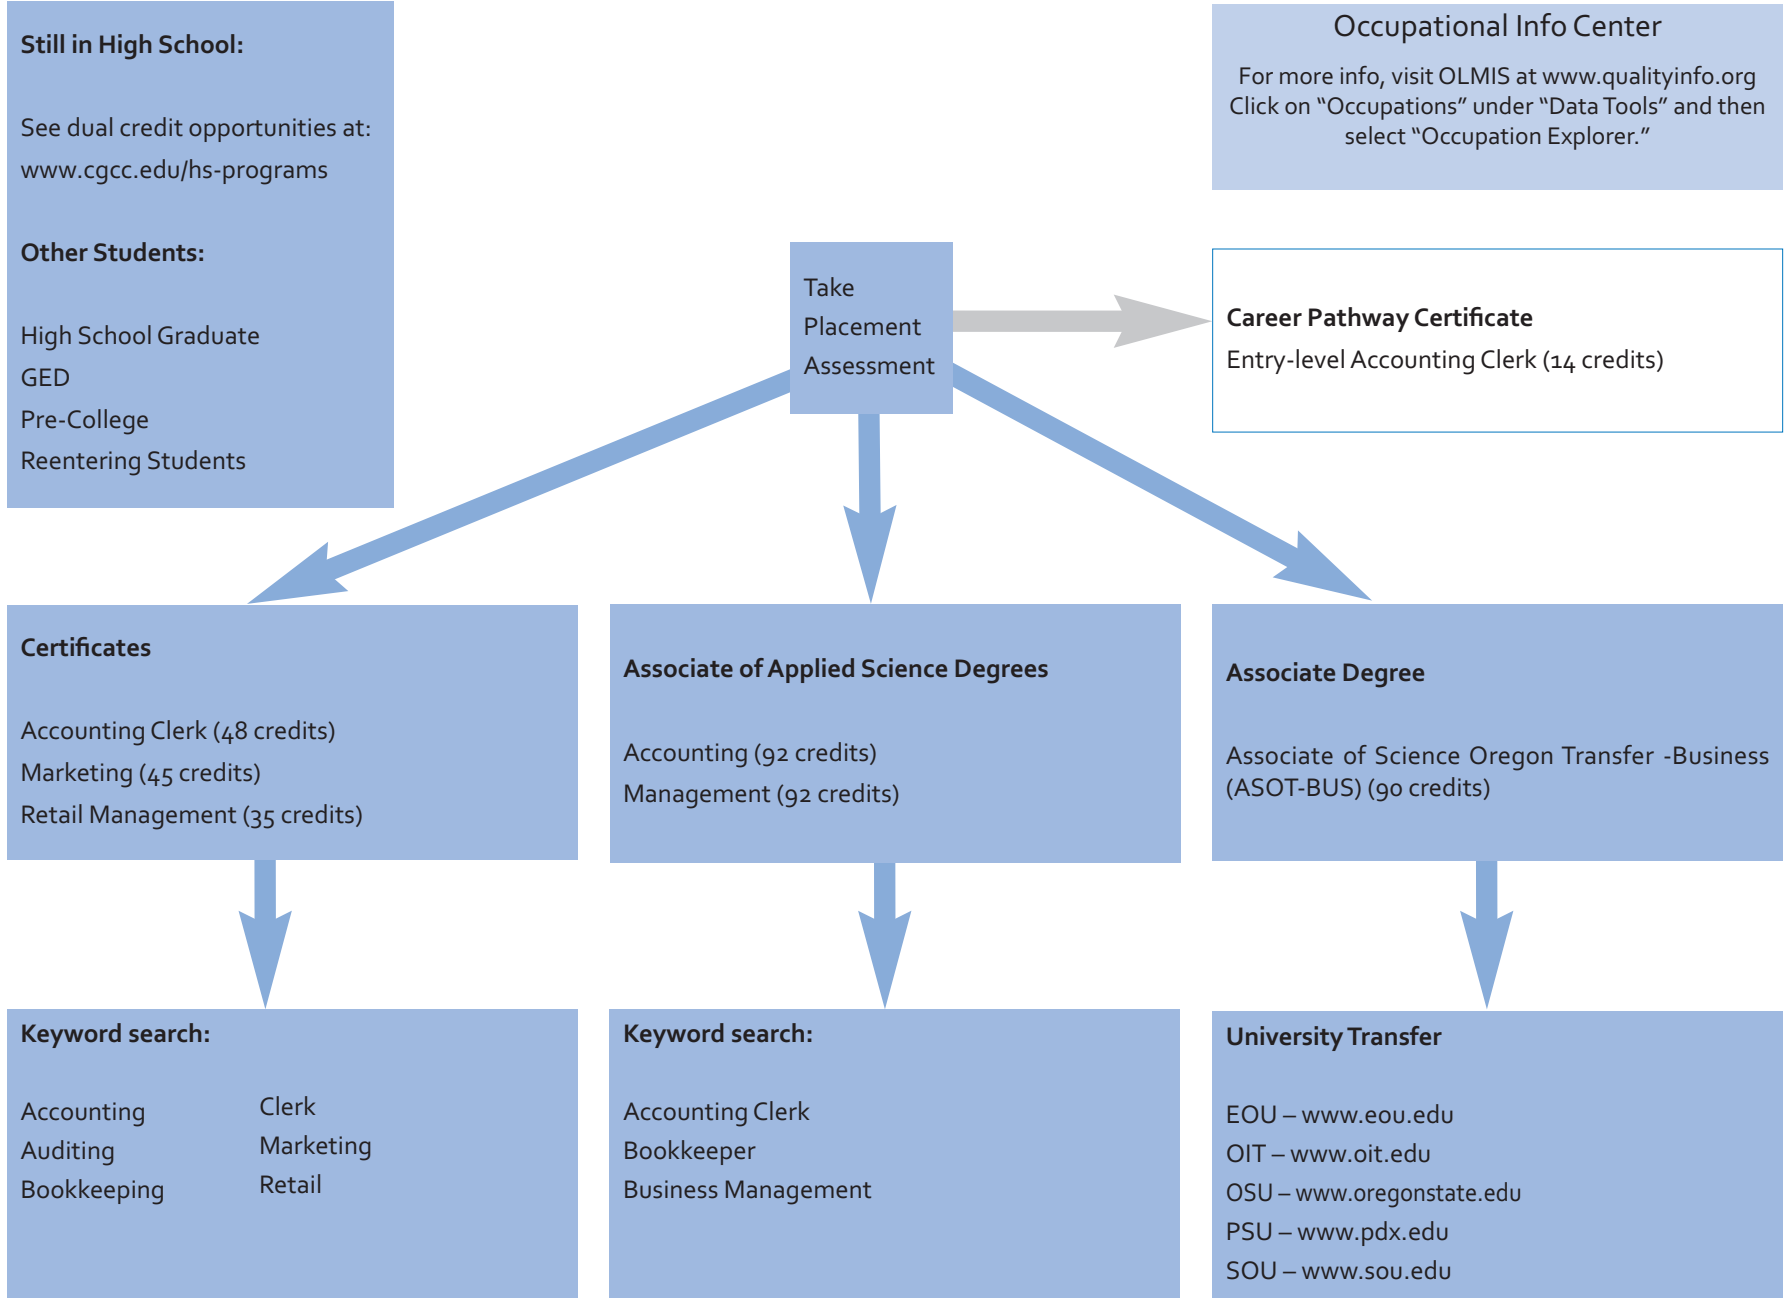 Still in High School:
See dual credit opportunities at:
www.cgcc.edu/hs-programs
Other Students:
High School Graduate
GED
Pre-College
Reentering Students
Occupational Info Center
For more info, visit OLMIS at www.qualityinfo.org
Click on “Occupations” under “Data Tools” and then
select “Occupation Explorer.”
Take
Placement
Assessment
Career Pathway Certificate
Entry-level Accounting Clerk (14 credits)
Certificates
Accounting Clerk (48 credits)
Marketing (45 credits)
Retail Management (35 credits)
Associate of Applied Science Degrees
Accounting (92 credits)
Management (92 credits)
Associate Degree
Associate of Science Oregon Transfer -Business
(ASOT-BUS) (90 credits)
Keyword search:
Accounting
Auditing
Bookkeeping
Clerk
Marketing
Retail
Keyword search:
Accounting Clerk
Bookkeeper
Business Management
University Transfer
EOU – www.eou.edu
OIT – www.oit.edu
OSU – www.oregonstate.edu
PSU – www.pdx.edu
SOU – www.sou.edu